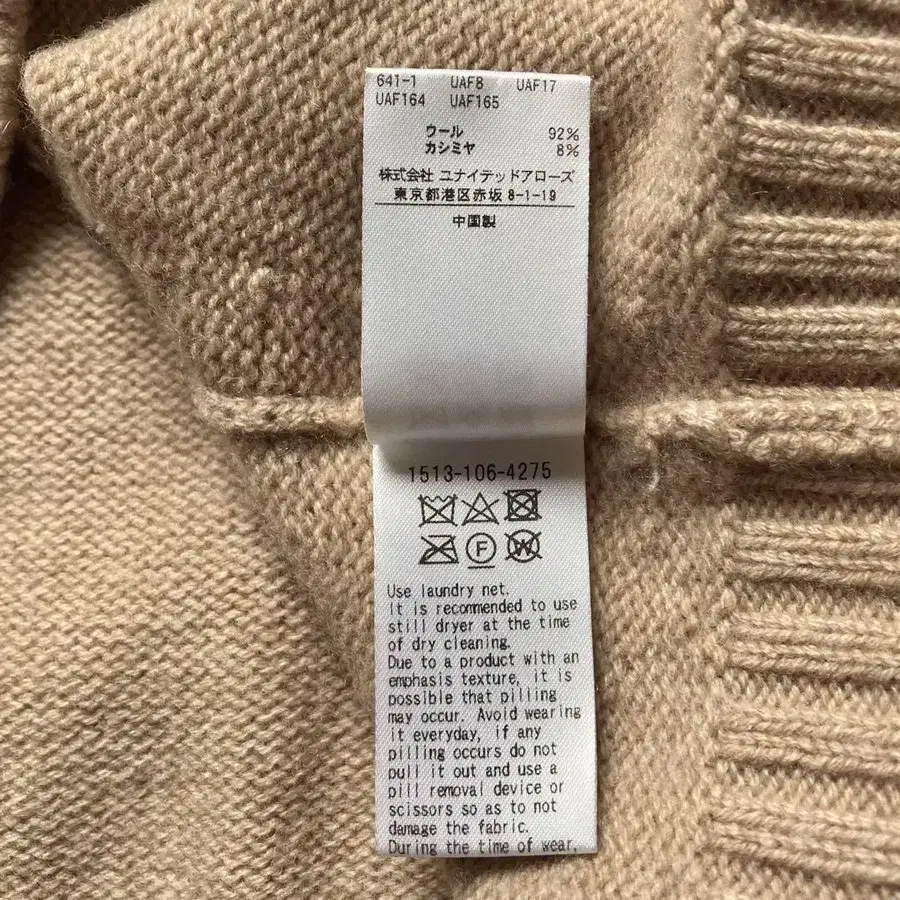 641-1 UAF8 UAF17
UAF164 UAF165
ウール 92%
カシミヤ 8%
株式会社 ユナイテッドアローズ
東京都港区赤坂 8-1-19
中国製
1513-106-4275
F W
Use laundry net.
It is recommended to use
still dryer at the time
of dry cleaning.
Due to a product with an
emphasis texture, it is
possible that pilling
may occur. Avoid wearing
it everyday, if any
pilling occurs do not
pull it out and use a
pill removal device or
scissors so as to not
damage the fabric.
During the time of wear,